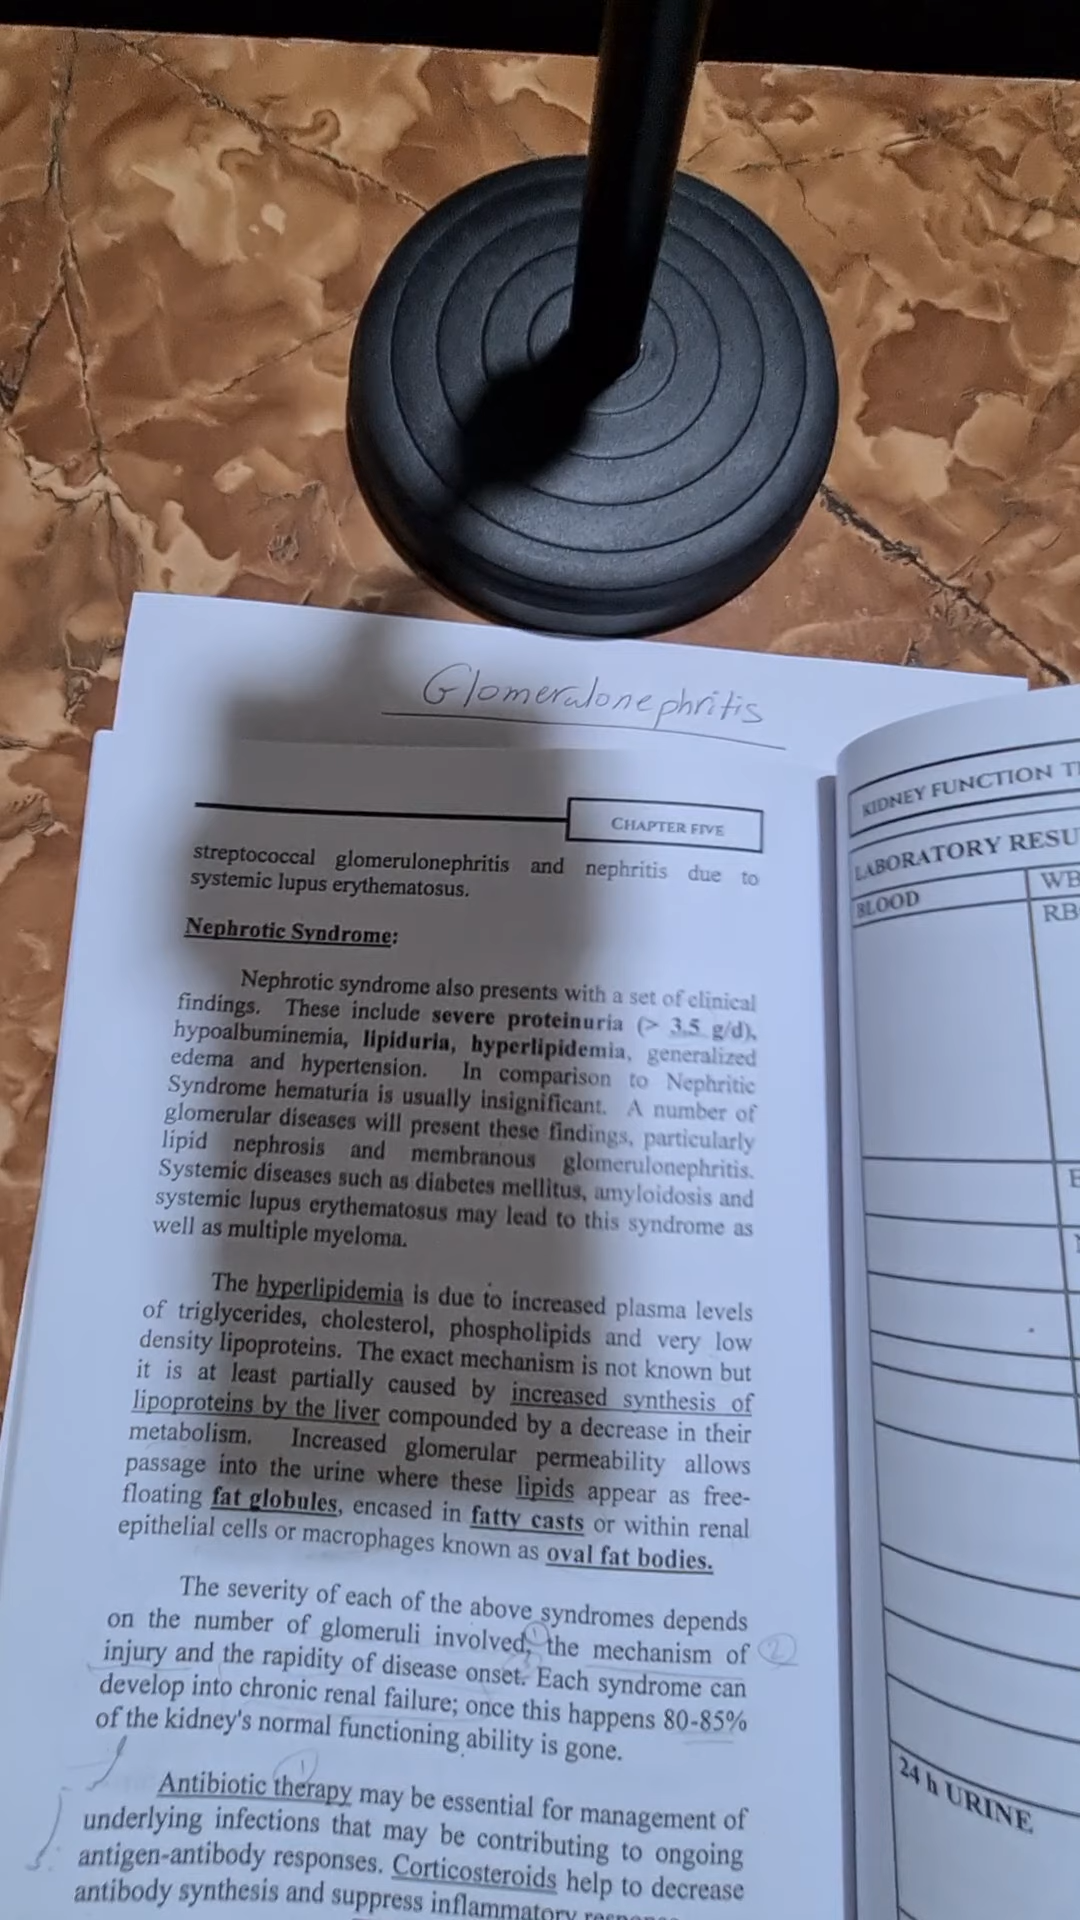 Glomerulonephritis
CHAPTER FIVE
streptococcal glomerulonephritis and nephritis due to
systemic lupus erythematosus.
Nephrotic Syndrome:
Nephrotic syndrome also presents with a set of clinical
findings. These include severe proteinuria (> 3.5 g/d),
hypoalbuminemia, lipiduria, hyperlipidemia, generalized
edema and hypertension. In comparison to Nephritic
Syndrome hematuria is usually insignificant. A number of
glomerular diseases will present these findings, particularly
lipid nephrosis and membranous glomerulonephritis.
Systemic diseases such as diabetes mellitus, amyloidosis and
systemic lupus erythematosus may lead to this syndrome as
well as multiple myeloma.
The hyperlipidemia is due to increased plasma levels
of triglycerides, cholesterol, phospholipids and very low
density lipoproteins. The exact mechanism is not known but
it is at least partially caused by increased synthesis of
lipoproteins by the liver compounded by a decrease in their
metabolism. Increased glomerular permeability allows
passage into the urine where these lipids appear as free-
floating fat globules, encased in fatty casts or within renal
epithelial cells or macrophages known as oval fat bodies.
The severity of each of the above syndromes depends
on the number of glomeruli involved, the mechanism of
injury and the rapidity of disease onset. Each syndrome can
develop into chronic renal failure; once this happens 80-85%
of the kidney's normal functioning ability is gone.
Antibiotic therapy may be essential for management of
underlying infections that may be contributing to ongoing
antigen-antibody responses. Corticosteroids help to decrease
antibody synthesis and suppress inflammatory
KIDNEY FUNCTION
LABORATORY
BLOOD
WB
RB
24 h URINE